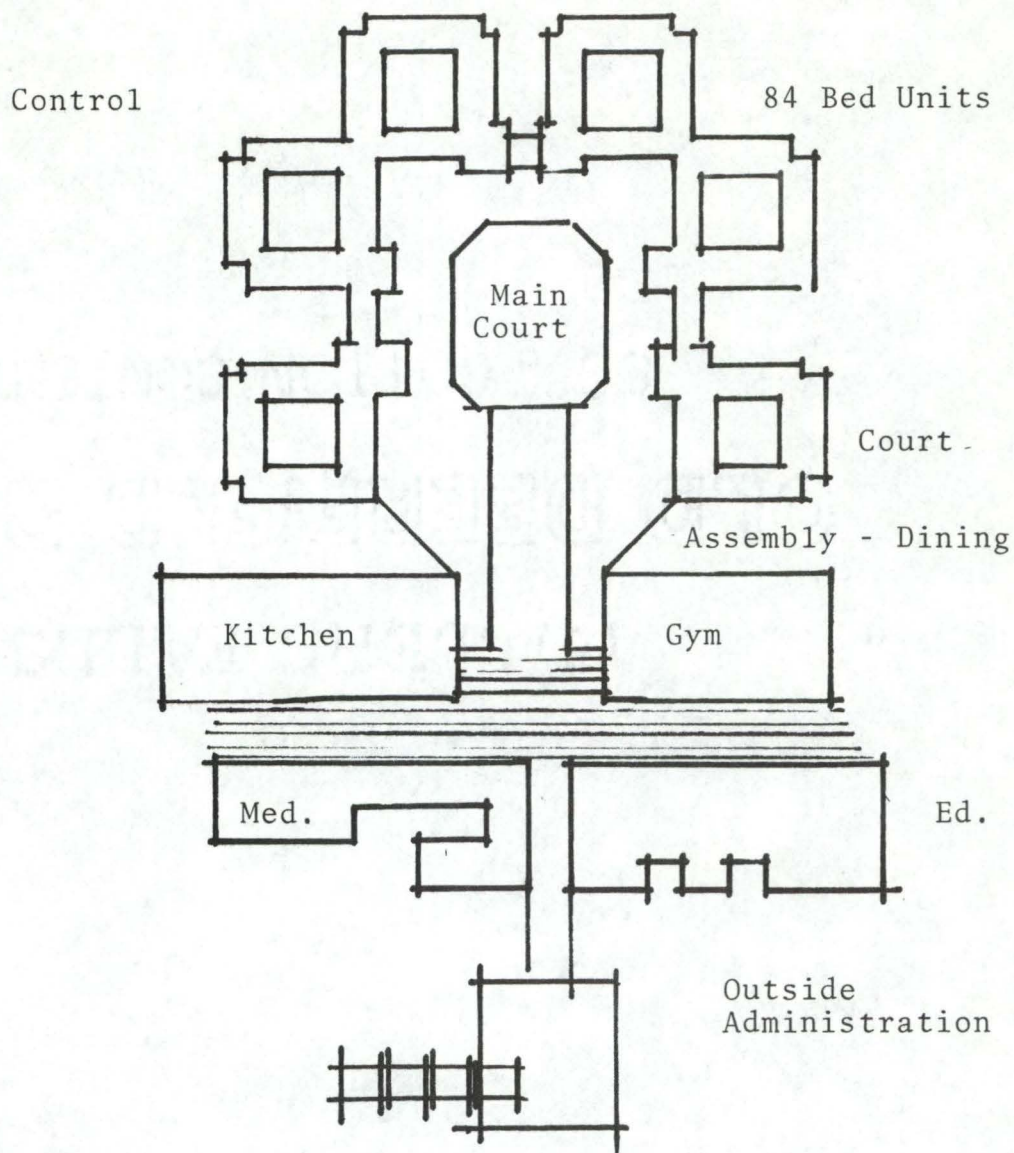 Control
84 Bed Units
Main
Court
Court
Assembly - Dining
Kitchen
Gym
Med.
Ed.
Outside
Administration